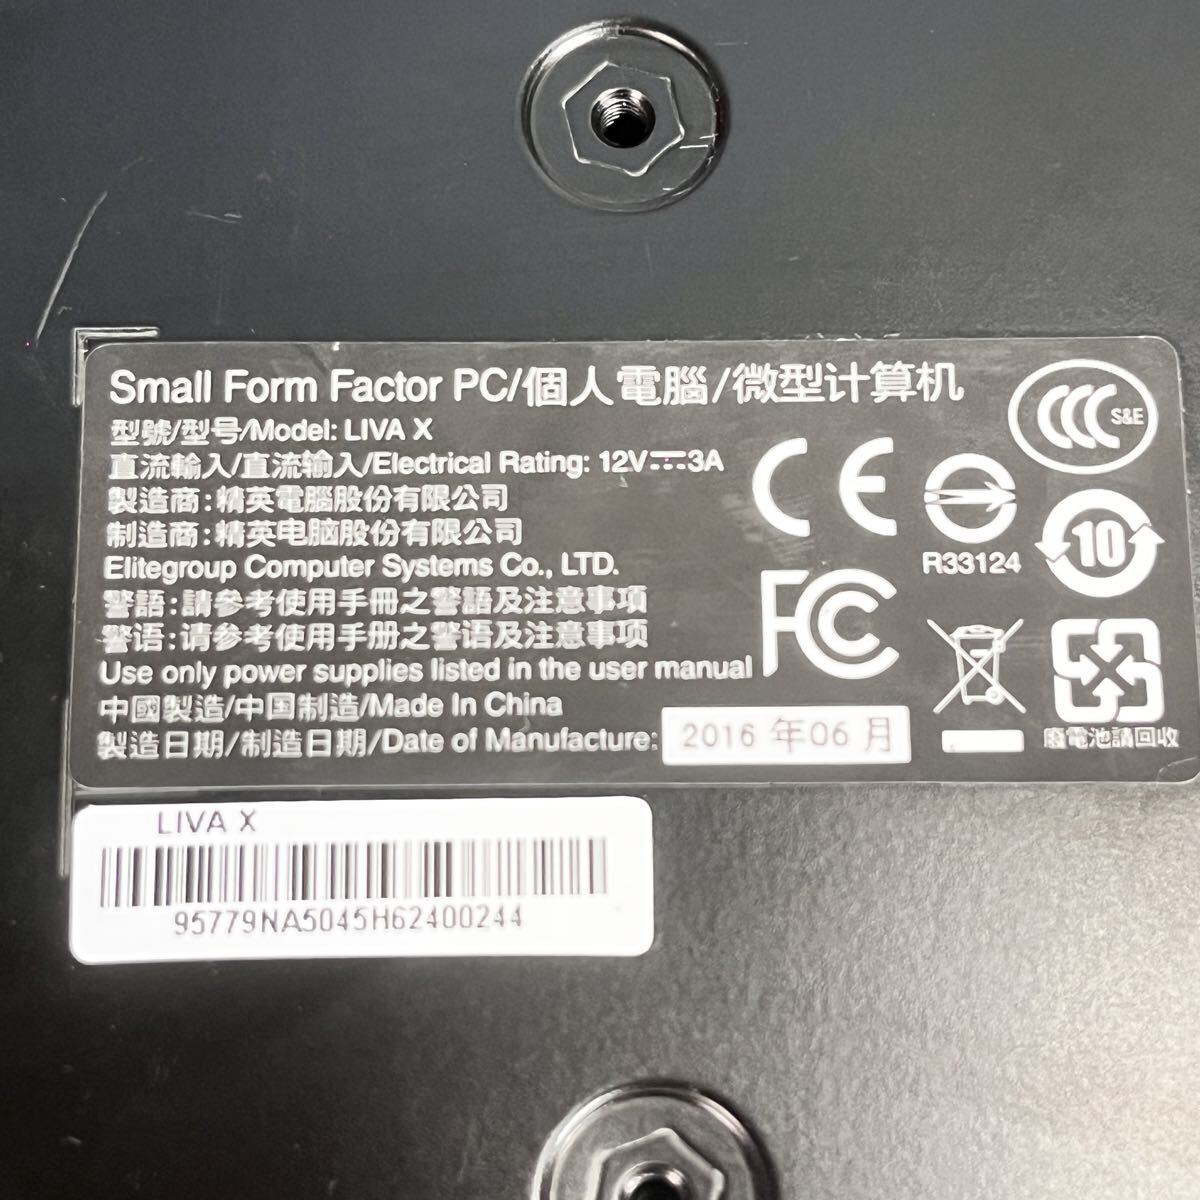 Small Form Factor PC/個人電腦/微型计算机
型號/型号/Model: LIVA X
直流輸入/直流输入/Electrical Rating: 12V⎓3A
製造商:精英電腦股份有限公司
制造商:精英电脑股份有限公司
Elitegroup Computer Systems Co., LTD.
警語:請參考使用手冊之警語及注意事項
警语:请参考使用手册之警语及注意事项
Use only power supplies listed in the user manual
中國製造/中国制造/Made In China
製造日期/制造日期/Date of Manufacture: 2016 年06 月
CCC S&E
CE
R33124
10
FC
廢電池請回收
LIVA X
95779NA5045H62400244